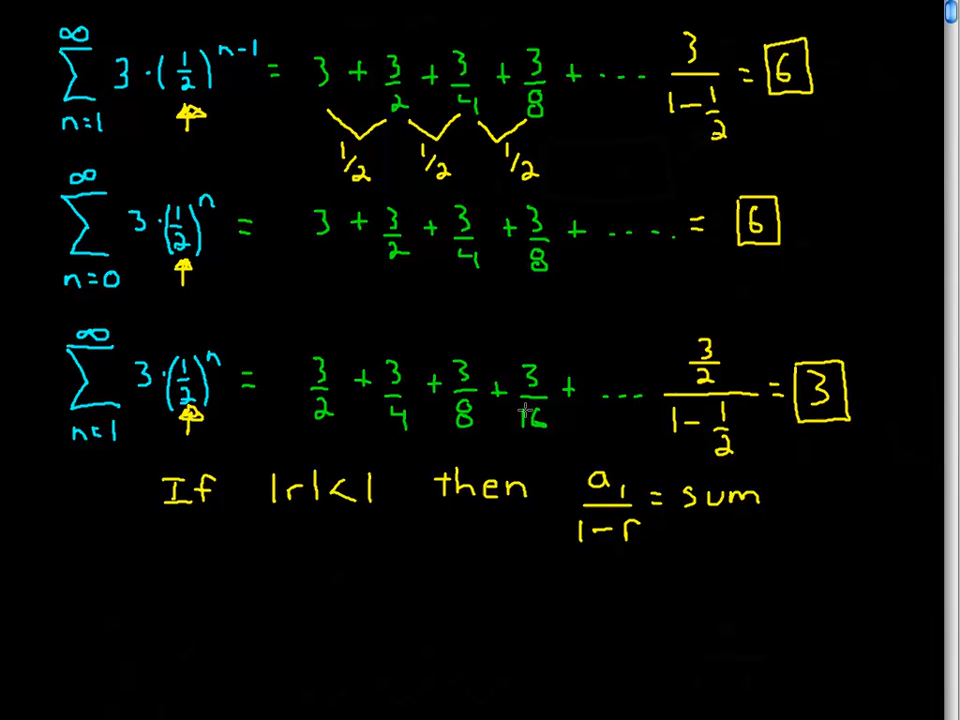 ∞
∑ 3·(1/2)^(n-1) = 3 + 3/2 + 3/4 + 3/8 + ··· 3/(1-1/2) = 6
n=1
1/2 1/2 1/2
∞
∑ 3·(1/2)^n = 3 + 3/2 + 3/4 + 3/8 + ····. = 6
n=0
∞
∑ 3·(1/2)^n = 3/2 + 3/4 + 3/8 + 3/16 + ··· (3/2)/(1-1/2) = 3
n=1
If |r|<1 then a₁/(1-r) = sum